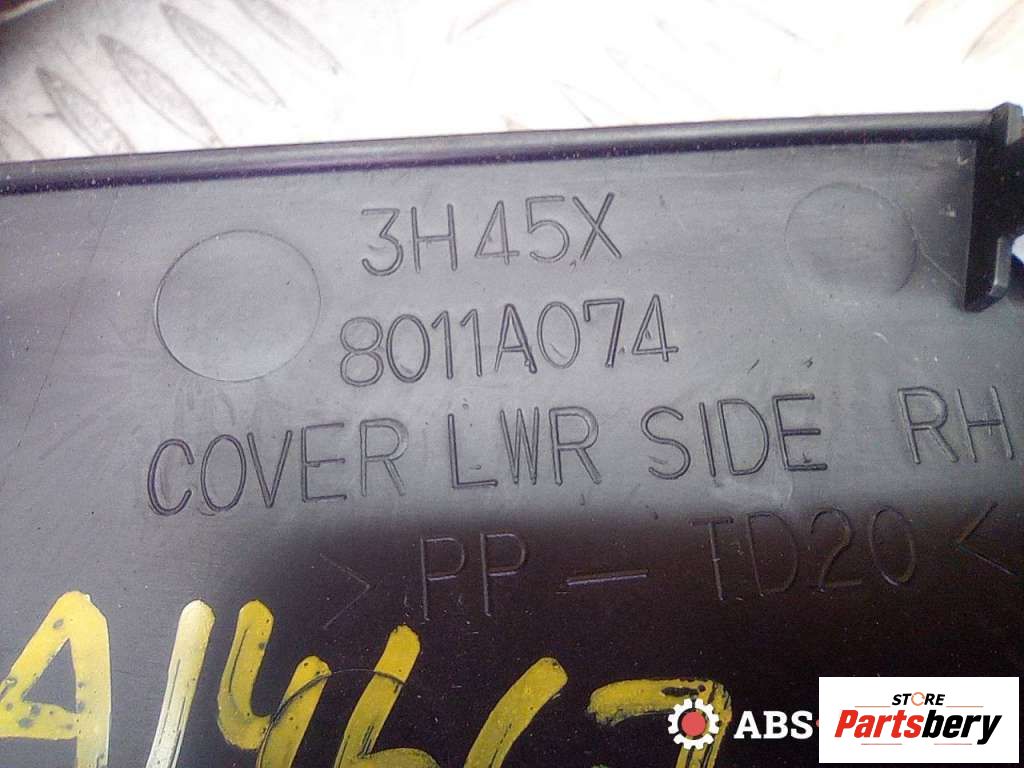 3H45X
8011A074
COVER LWR SIDE RH
>PP-TD20<
ABS-
STORE
Partsbery